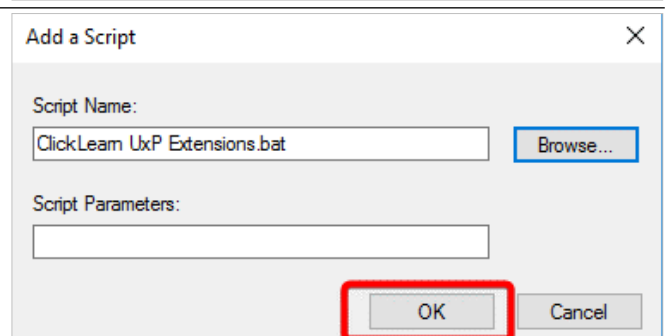 Add a Script
Script Name:
ClickLearn UxP Extensions.bat
Browse...
Script Parameters:
OK
Cancel